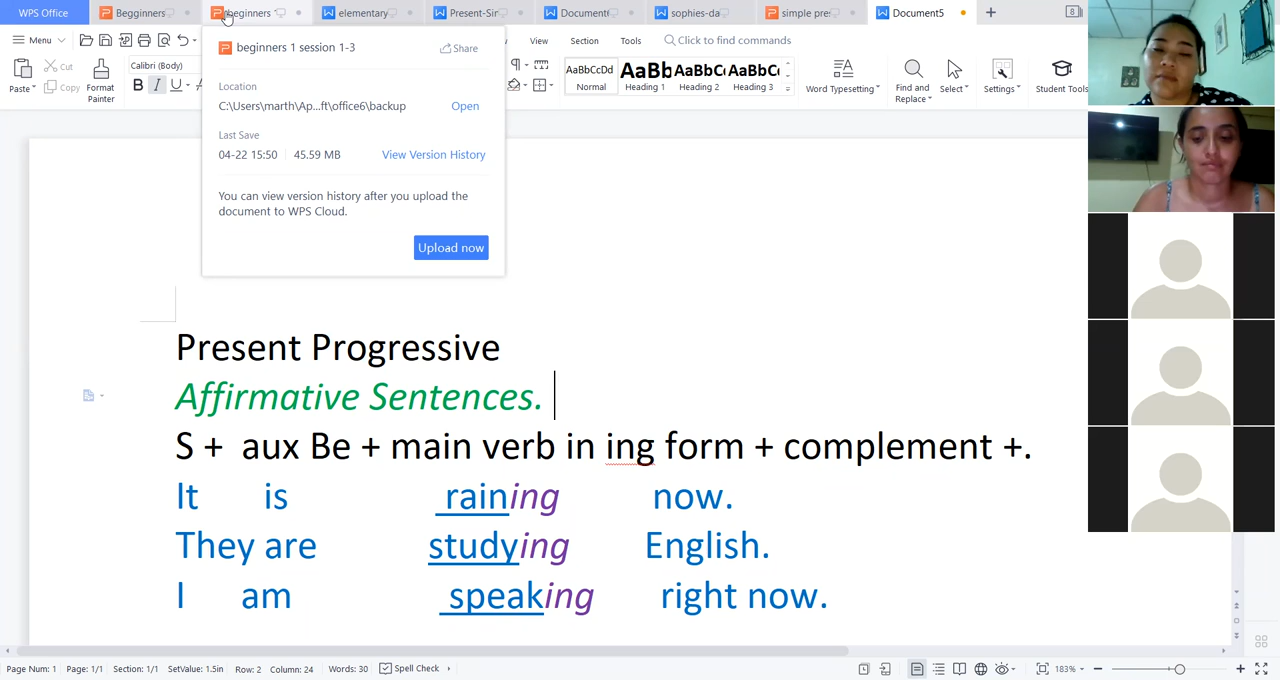 WPS Office Begginners beginners elementary Present-Sir Document sophies-da simple pre Document5 8
Menu View Section Tools Click to find commands
Paste Cut Copy Format Painter Calibri (Body) B I U AaBbCcDd Normal AaBb Heading 1 AaBbC Heading 2 AaBbC Heading 3 Word Typesetting Find and Replace Select Settings Student Tools
beginners 1 session 1-3 Share
Location
C:\Users\marth\Ap...ft\office6\backup Open
Last Save
04-22 15:50 45.59 MB View Version History
You can view version history after you upload the
document to WPS Cloud.
Upload now
Present Progressive
Affirmative Sentences.
S + aux Be + main verb in ing form + complement +.
It is raining now.
They are studying English.
I am speaking right now.
Page Num: 1 Page: 1/1 Section: 1/1 SetValue: 1.5in Row: 2 Column: 24 Words: 30 Spell Check 183%